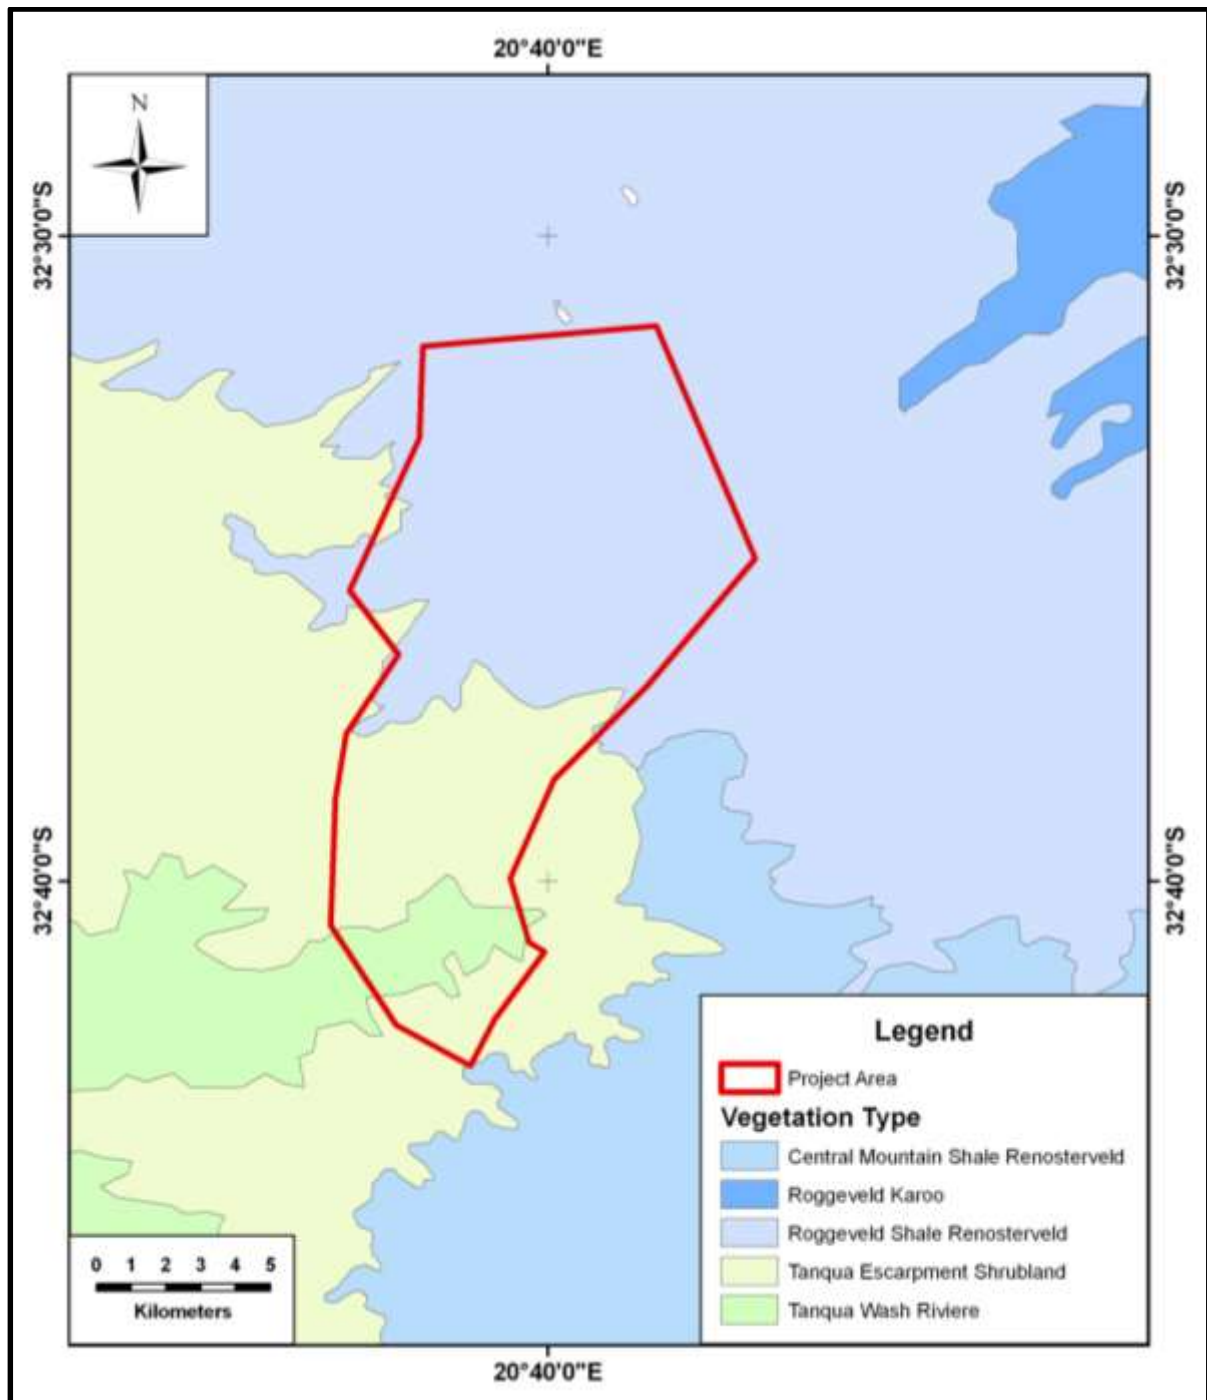 20°40'0"E
N
32°30'0"S
32°30'0"S
32°40'0"S
32°40'0"S
Legend
Project Area
Vegetation Type
Central Mountain Shale Renosterveld
Roggeveld Karoo
Roggeveld Shale Renosterveld
Tanqua Escarpment Shrubland
Tanqua Wash Riviere
0 1 2 3 4 5
Kilometers
20°40'0"E